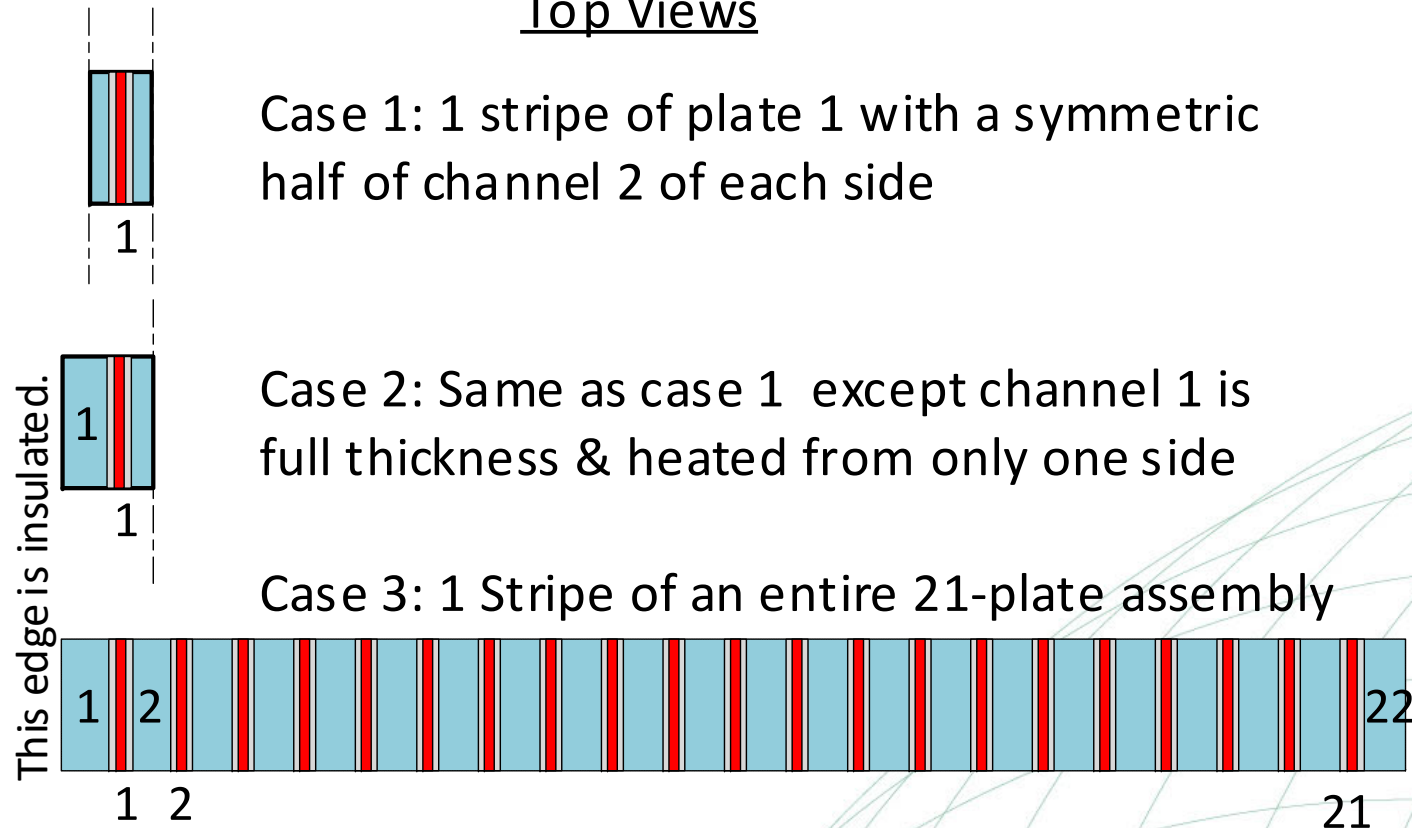 Top Views
Case 1: 1 stripe of plate 1 with a symmetric
half of channel 2 of each side
1
This edge is insulated.
Case 2: Same as case 1 except channel 1 is
full thickness & heated from only one side
1
1
Case 3: 1 Stripe of an entire 21-plate assembly
1 2 22
1 2 21